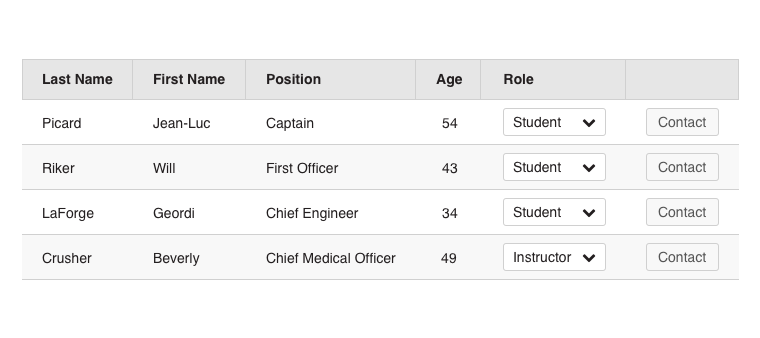 Last Name First Name Position Age Role
Picard Jean-Luc Captain 54 Student Contact
Riker Will First Officer 43 Student Contact
LaForge Geordi Chief Engineer 34 Student Contact
Crusher Beverly Chief Medical Officer 49 Instructor Contact